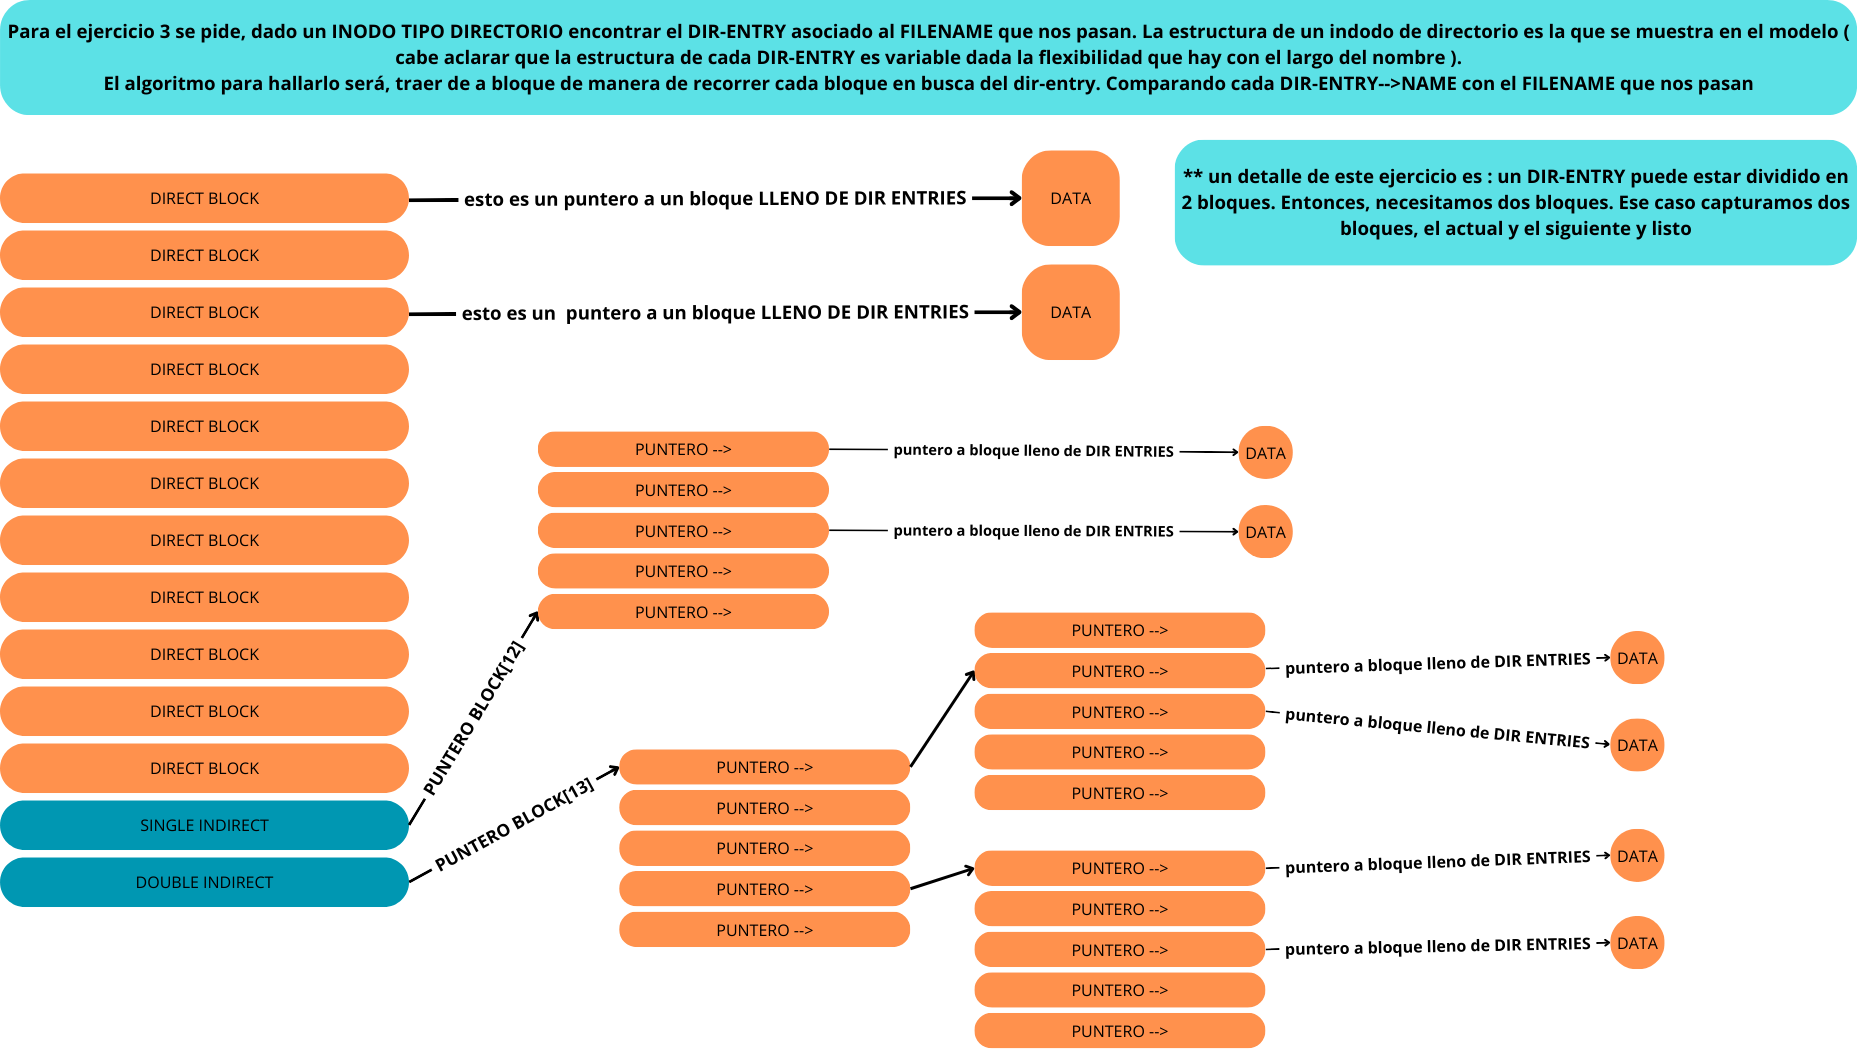 Para el ejercicio 3 se pide, dado un INODO TIPO DIRECTORIO encontrar el DIR-ENTRY asociado al FILENAME que nos pasan. La estructura de un indodo de directorio es la que se muestra en el modelo (
cabe aclarar que la estructura de cada DIR-ENTRY es variable dada la flexibilidad que hay con el largo del nombre ).
El algoritmo para hallarlo será, traer de a bloque de manera de recorrer cada bloque en busca del dir-entry. Comparando cada DIR-ENTRY-->NAME con el FILENAME que nos pasan
** un detalle de este ejercicio es : un DIR-ENTRY puede estar dividido en
2 bloques. Entonces, necesitamos dos bloques. Ese caso capturamos dos
bloques, el actual y el siguiente y listo
DIRECT BLOCK
esto es un puntero a un bloque LLENO DE DIR ENTRIES
DATA
DIRECT BLOCK
DIRECT BLOCK
esto es un  puntero a un bloque LLENO DE DIR ENTRIES
DATA
DIRECT BLOCK
DIRECT BLOCK
DIRECT BLOCK
DIRECT BLOCK
DIRECT BLOCK
DIRECT BLOCK
DIRECT BLOCK
DIRECT BLOCK
SINGLE INDIRECT
DOUBLE INDIRECT
PUNTERO BLOCK[12]
PUNTERO -->
puntero a bloque lleno de DIR ENTRIES
DATA
PUNTERO -->
PUNTERO -->
puntero a bloque lleno de DIR ENTRIES
DATA
PUNTERO -->
PUNTERO -->
PUNTERO BLOCK[13]
PUNTERO -->
PUNTERO -->
PUNTERO -->
PUNTERO -->
PUNTERO -->
PUNTERO -->
PUNTERO -->
puntero a bloque lleno de DIR ENTRIES
DATA
PUNTERO -->
puntero a bloque lleno de DIR ENTRIES
DATA
PUNTERO -->
PUNTERO -->
PUNTERO -->
puntero a bloque lleno de DIR ENTRIES
DATA
PUNTERO -->
PUNTERO -->
puntero a bloque lleno de DIR ENTRIES
DATA
PUNTERO -->
PUNTERO -->